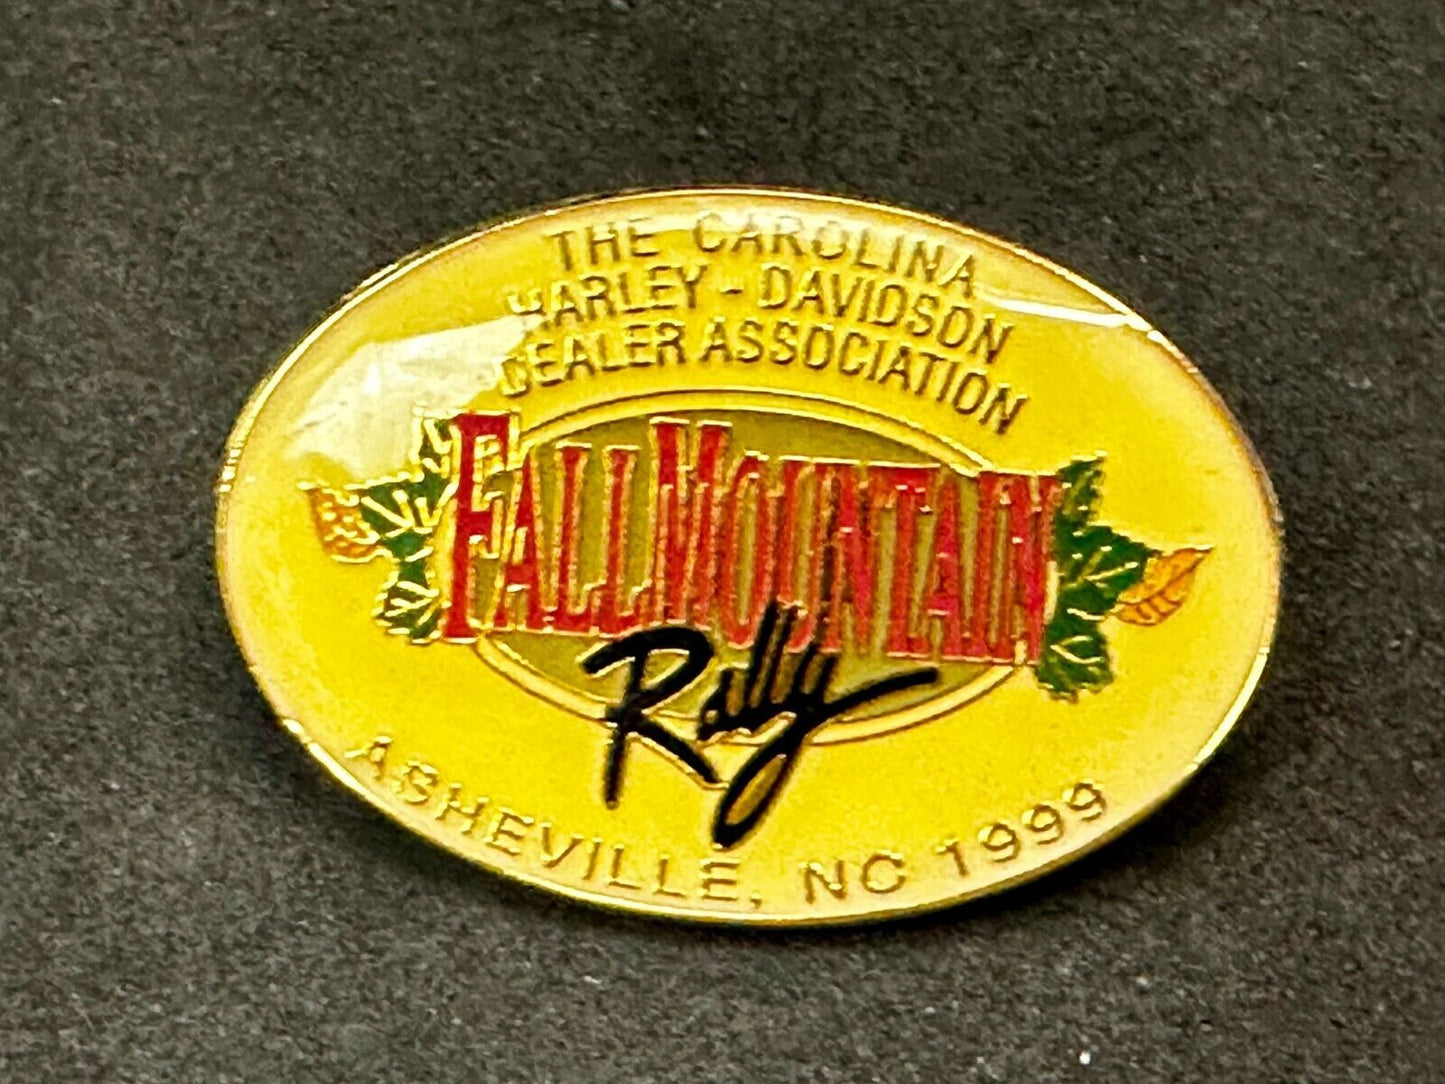 THE CAROLINA
HARLEY - DAVIDSON
DEALER ASSOCIATION
FALL MOUNTAIN
Rally
ASHEVILLE, NC 1999